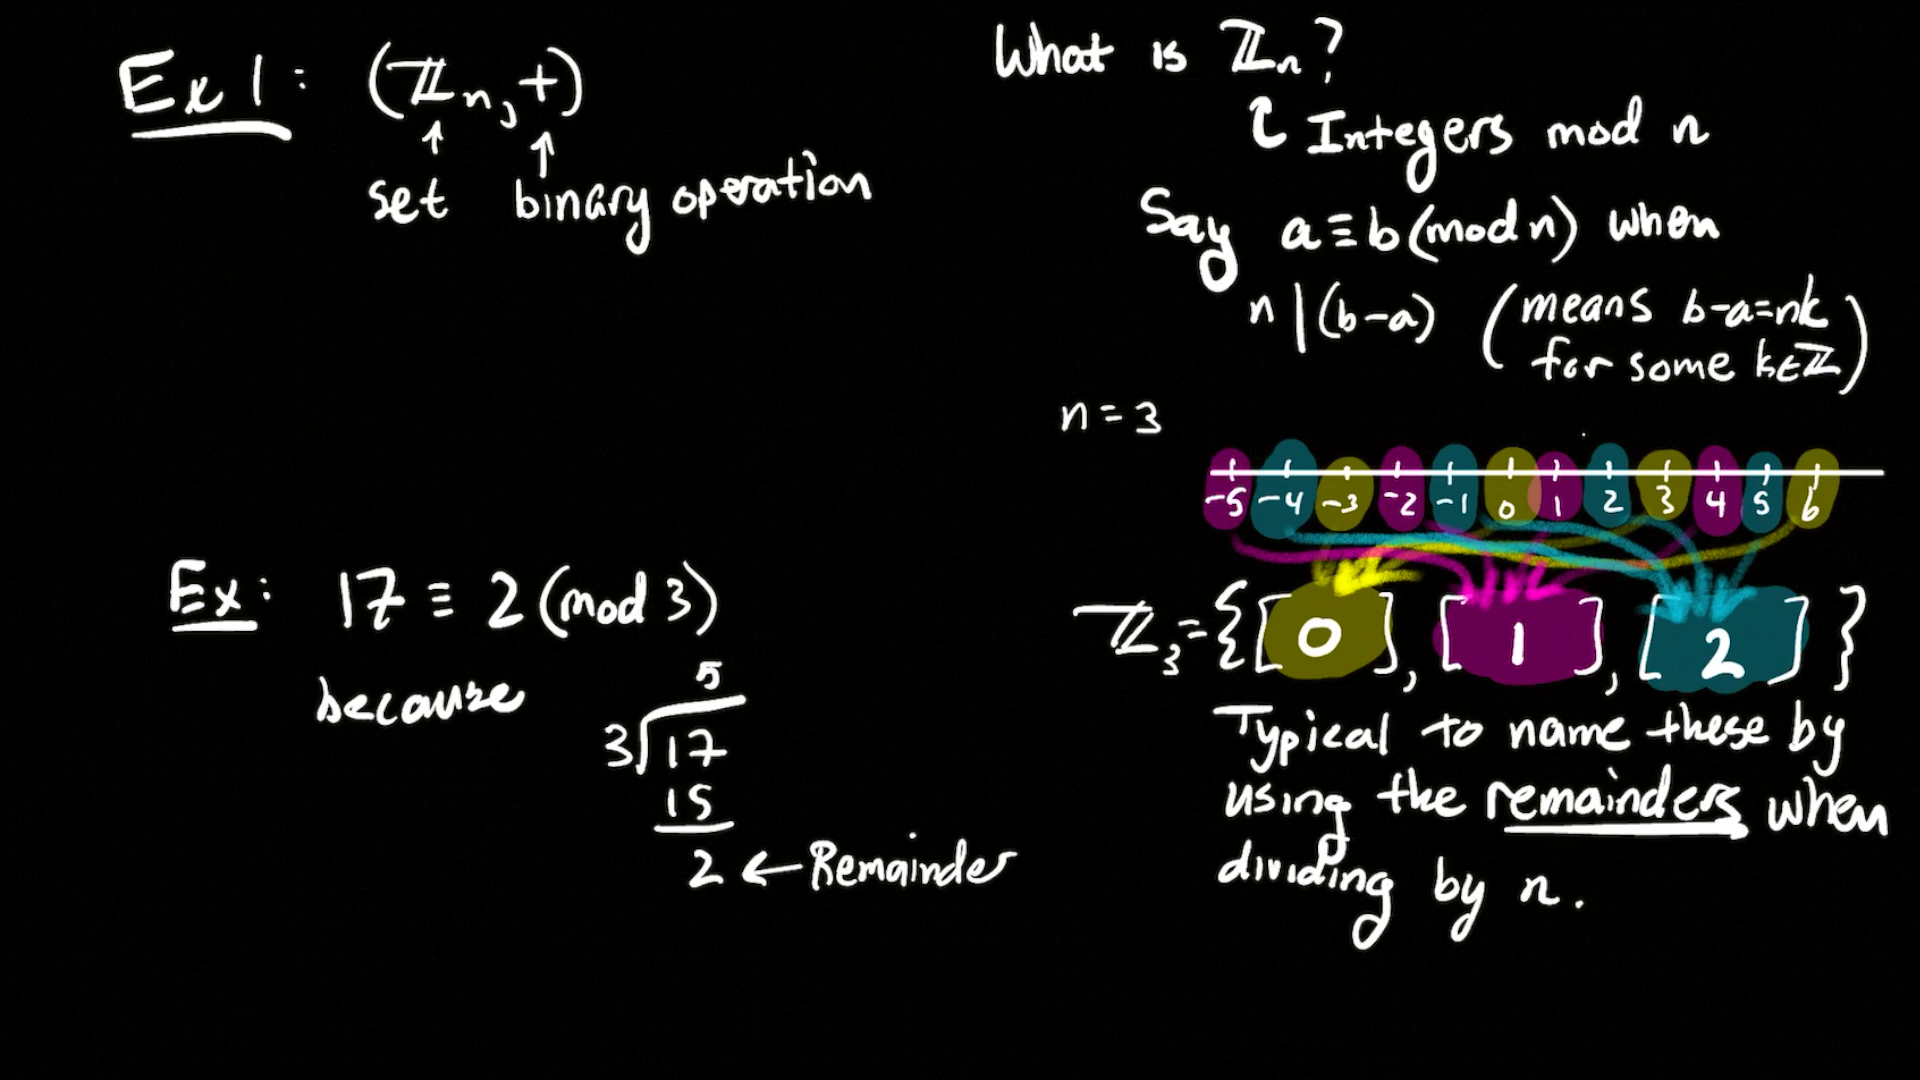 Ex 1: (ℤₙ, +)
↑ ↑
set binary operation
Ex: 17 ≡ 2 (mod 3)
because
5
3)17
15
2 ← Remainder
What is ℤₙ?
Integers mod n
Say a ≡ b (mod n) when
n | (b-a) (means b-a=nk
for some k∈ℤ)
n = 3
-5 -4 -3 -2 -1 0 1 2 3 4 5 6
ℤ₃ = {[0], [1], [2]}
Typical to name these by
using the remainders when
dividing by n.